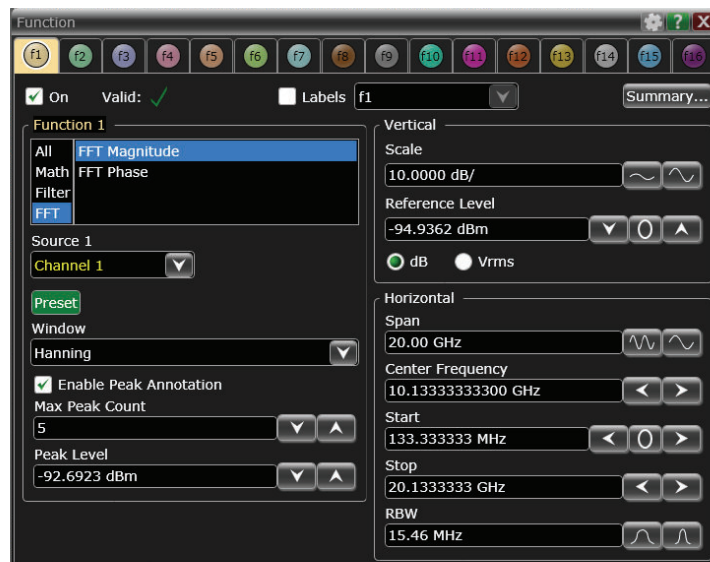 Function ? X
f1 f2 f3 f4 f5 f6 f7 f8 f9 f10 f11 f12 f13 f14 f15 f16
On Valid: Labels f1 Summary...
Function 1
All FFT Magnitude
Math FFT Phase
Filter
FFT
Source 1
Channel 1
Preset
Window
Hanning
Enable Peak Annotation
Max Peak Count
5
Peak Level
-92.6923 dBm
Vertical
Scale
10.0000 dB/
Reference Level
-94.9362 dBm
0
dB Vrms
Horizontal
Span
20.00 GHz
Center Frequency
10.13333333300 GHz
Start
133.333333 MHz
0
Stop
20.1333333 GHz
RBW
15.46 MHz